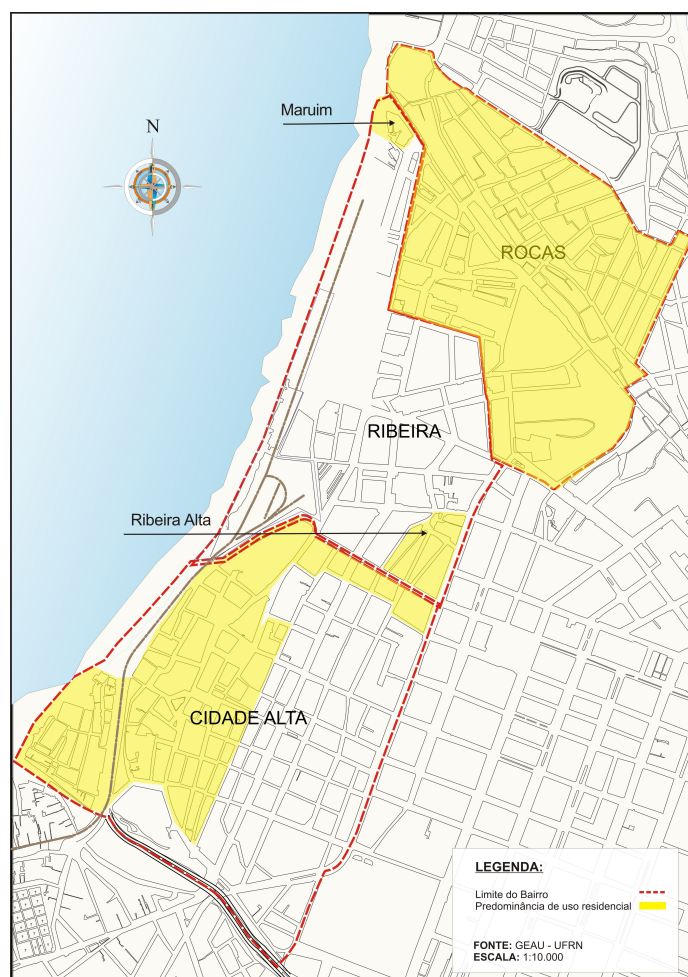 Maruim
N
ROCAS
RIBEIRA
Ribeira Alta
CIDADE ALTA
LEGENDA:
Limite do Bairro
Predominância de uso residencial
FONTE: GEAU - UFRN
ESCALA: 1:10.000